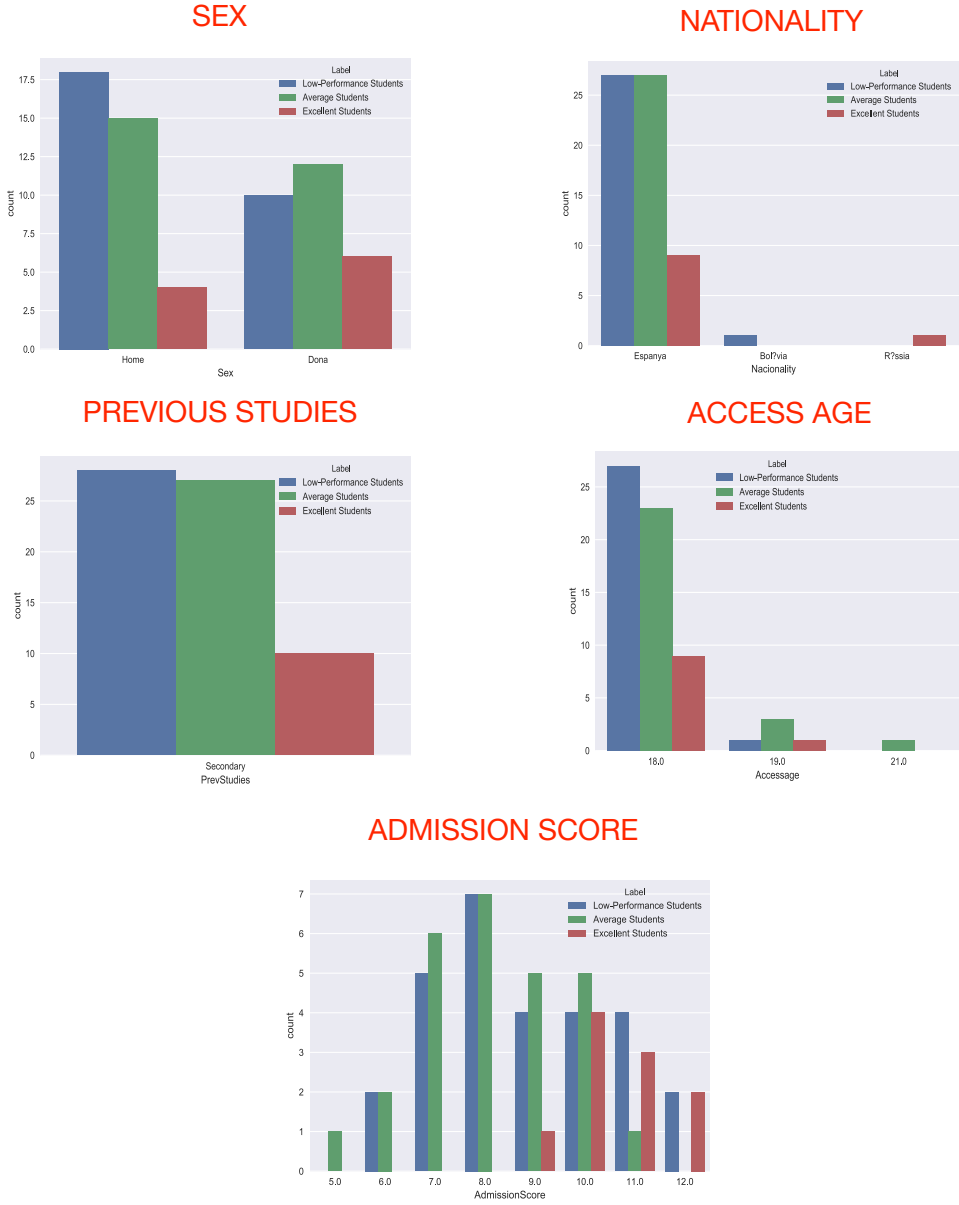 SEX
Label
Low-Performance Students
Average Students
Excellent Students
17.5
15.0
12.5
10.0
7.5
5.0
2.5
0.0
count
Home Dona
Sex
NATIONALITY
Label
Low-Performance Students
Average Students
Excellent Students
25
20
15
10
5
0
count
Espanya Bol?via R?ssia
Nacionality
PREVIOUS STUDIES
Label
Low-Performance Students
Average Students
Excellent Students
25
20
15
10
5
0
count
Secondary
PrevStudies
ACCESS AGE
Label
Low-Performance Students
Average Students
Excellent Students
25
20
15
10
5
0
count
18.0 19.0 21.0
Accessage
ADMISSION SCORE
Label
Low-Performance Students
Average Students
Excellent Students
7
6
5
4
3
2
1
0
count
5.0 6.0 7.0 8.0 9.0 10.0 11.0 12.0
AdmissionScore